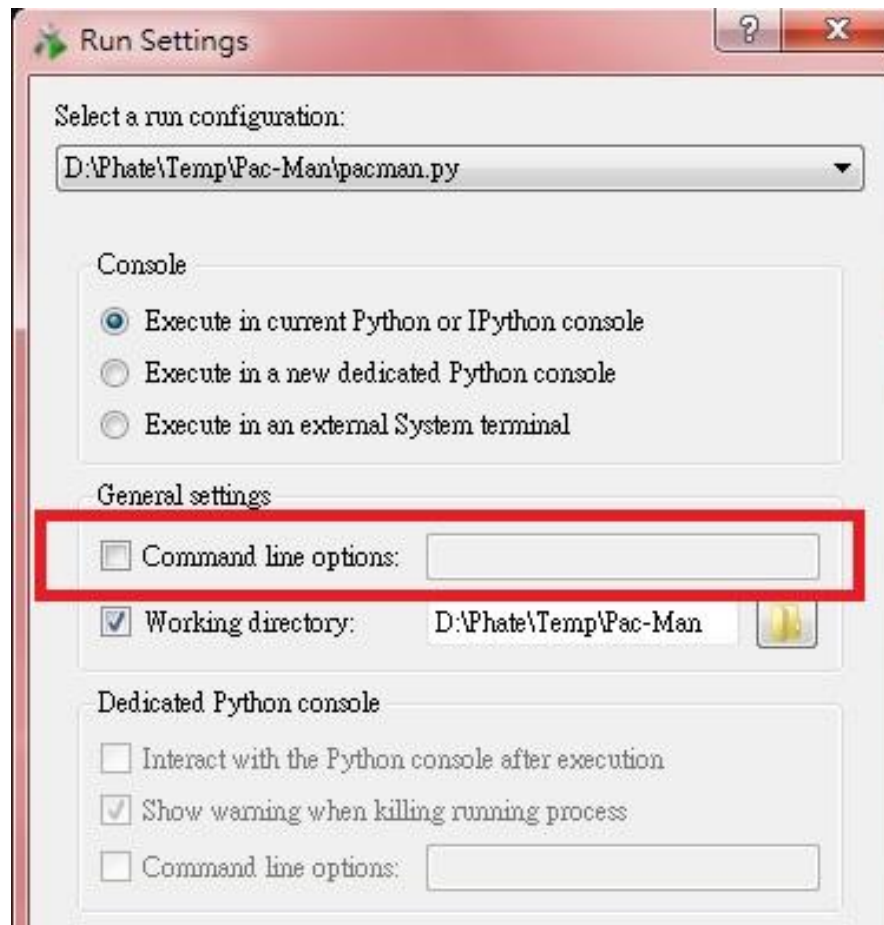 Run Settings
?
X
Select a run configuration:
D:\Phate\Temp\Pac-Man\pacman.py
Console
Execute in current Python or IPython console
Execute in a new dedicated Python console
Execute in an external System terminal
General settings
Command line options:
Working directory: D:\Phate\Temp\Pac-Man
Dedicated Python console
Interact with the Python console after execution
Show warning when killing running process
Command line options: